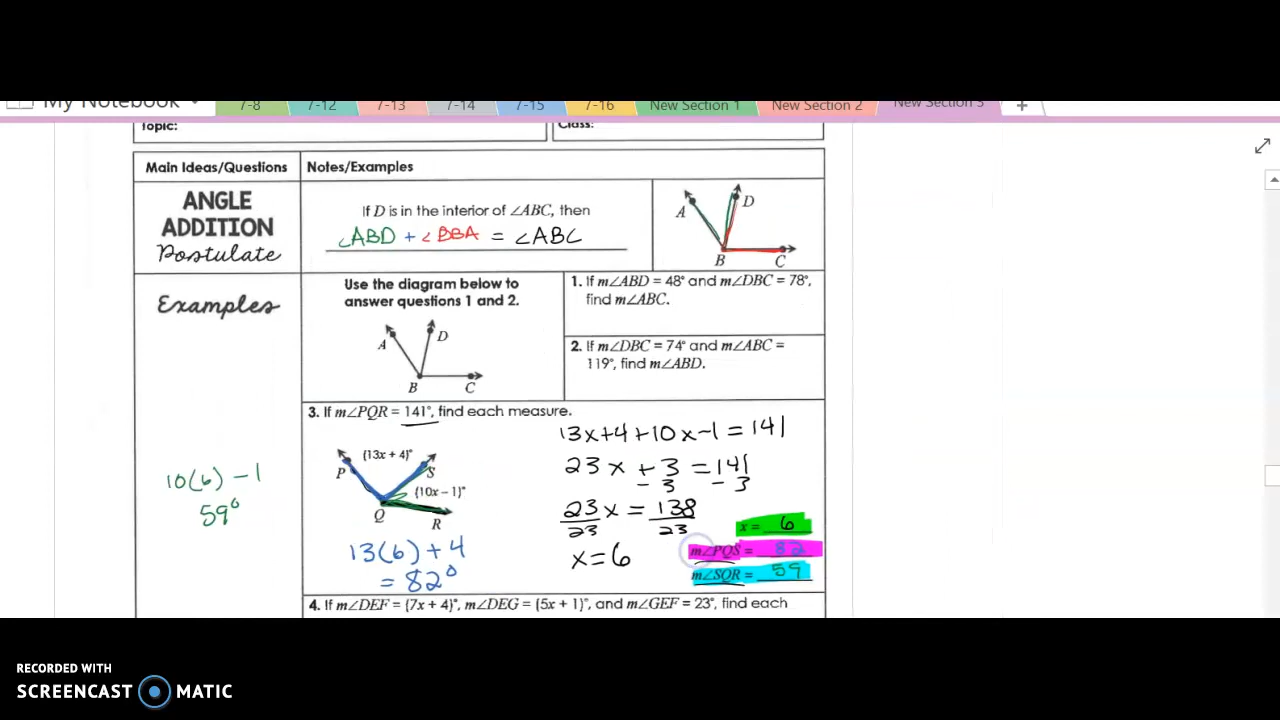 My Notebook
7-8 7-12 7-13 7-14 7-15 7-16 New Section 1 New Section 2 New Section 3 +
Topic:
Class:
Main Ideas/Questions
Notes/Examples
ANGLE
ADDITION
Postulate
If D is in the interior of ∠ABC, then
∠ABD + ∠BBA = ∠ABC
A
D
B
C
Examples
Use the diagram below to
answer questions 1 and 2.
A
D
B
C
1. If m∠ABD = 48° and m∠DBC = 78°,
find m∠ABC.
2. If m∠DBC = 74° and m∠ABC =
119°, find m∠ABD.
3. If m∠PQR = 141°, find each measure.
(13x + 4)°
P
S
(10x – 1)°
Q
R
13(6) + 4
= 82°
10(6) – 1
59°
13x+4+10x-1=141
23x + 3 = 141
- 3 - 3
23x = 138
23 23
x=6
x = 6
m∠PQS = 82
m∠SQR = 59
4. If m∠DEF = (7x + 4)°, m∠DEG = (5x + 1)°, and m∠GEF = 23°, find each
RECORDED WITH
SCREENCAST MATIC